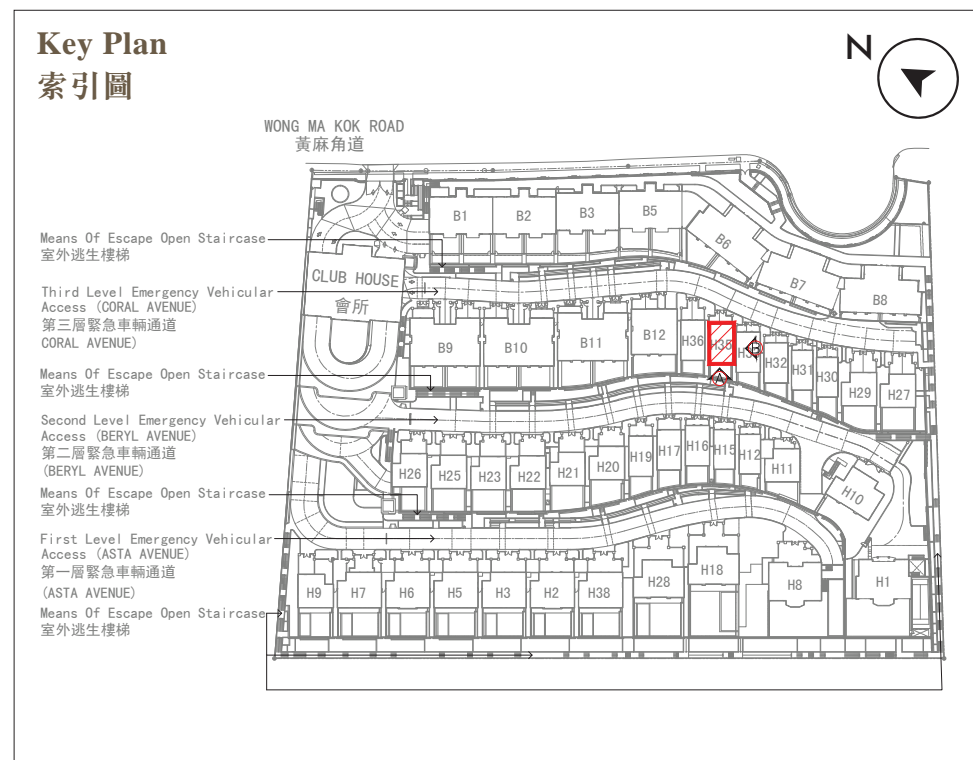 Key Plan
索引圖
N
WONG MA KOK ROAD
黃麻角道
B1
B2
B3
B5
B6
B7
B8
Means Of Escape Open Staircase
室外逃生樓梯
CLUB HOUSE
會所
Third Level Emergency Vehicular
Access (CORAL AVENUE)
第三層緊急車輛通道
CORAL AVENUE)
B9
B10
B11
B12
H36
H35
B
H32
H31
H30
H29
H27
A
Means Of Escape Open Staircase
室外逃生樓梯
Second Level Emergency Vehicular
Access (BERYL AVENUE)
第二層緊急車輛通道
(BERYL AVENUE)
H26
H25
H23
H22
H21
H20
H19
H17
H16
H15
H12
H11
H10
Means Of Escape Open Staircase
室外逃生樓梯
First Level Emergency Vehicular
Access (ASTA AVENUE)
第一層緊急車輛通道
(ASTA AVENUE)
H9
H7
H6
H5
H3
H2
H38
H28
H18
H8
H1
Means Of Escape Open Staircase
室外逃生樓梯